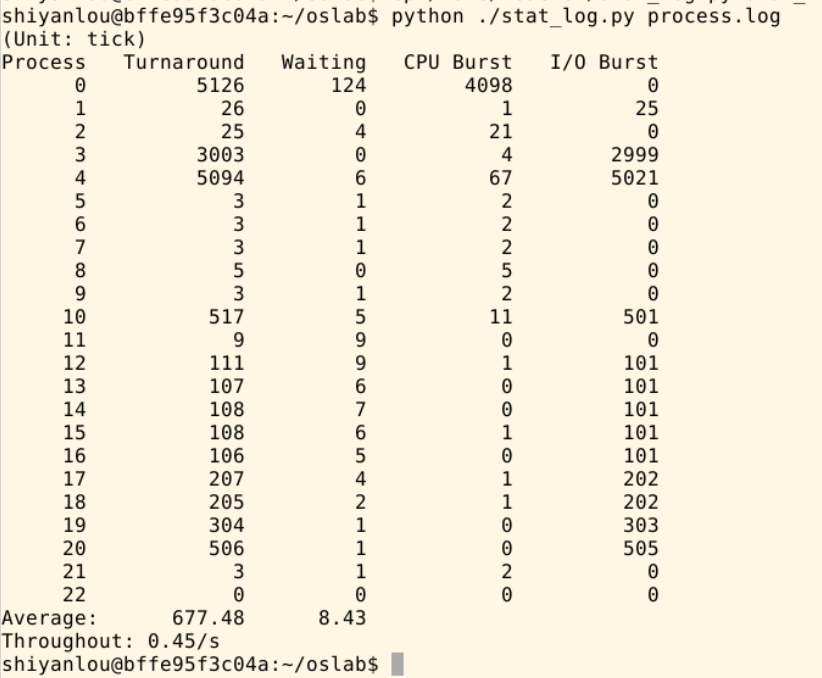 shiyanlou@bffe95f3c04a:~/oslab$ python ./stat_log.py process.log
(Unit: tick)
Process Turnaround Waiting CPU Burst I/O Burst
0 5126 124 4098 0
1 26 0 1 25
2 25 4 21 0
3 3003 0 4 2999
4 5094 6 67 5021
5 3 1 2 0
6 3 1 2 0
7 3 1 2 0
8 5 0 5 0
9 3 1 2 0
10 517 5 11 501
11 9 9 0 0
12 111 9 1 101
13 107 6 0 101
14 108 7 0 101
15 108 6 1 101
16 106 5 0 101
17 207 4 1 202
18 205 2 1 202
19 304 1 0 303
20 506 1 0 505
21 3 1 2 0
22 0 0 0 0
Average: 677.48 8.43
Throughout: 0.45/s
shiyanlou@bffe95f3c04a:~/oslab$